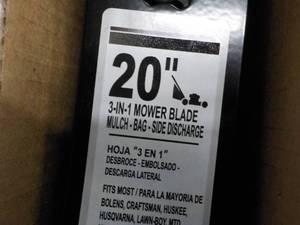 20"
3-IN-1 MOWER BLADE
MULCH - BAG - SIDE DISCHARGE
HOJA "3 EN 1"
DESBROCE - EMBOLSADO -
DESCARGA LATERAL
FITS MOST / PARA LA MAYORIA DE
BOLENS, CRAFTSMAN, HUSKEE,
HUSQVARNA, LAWN-BOY, MTD